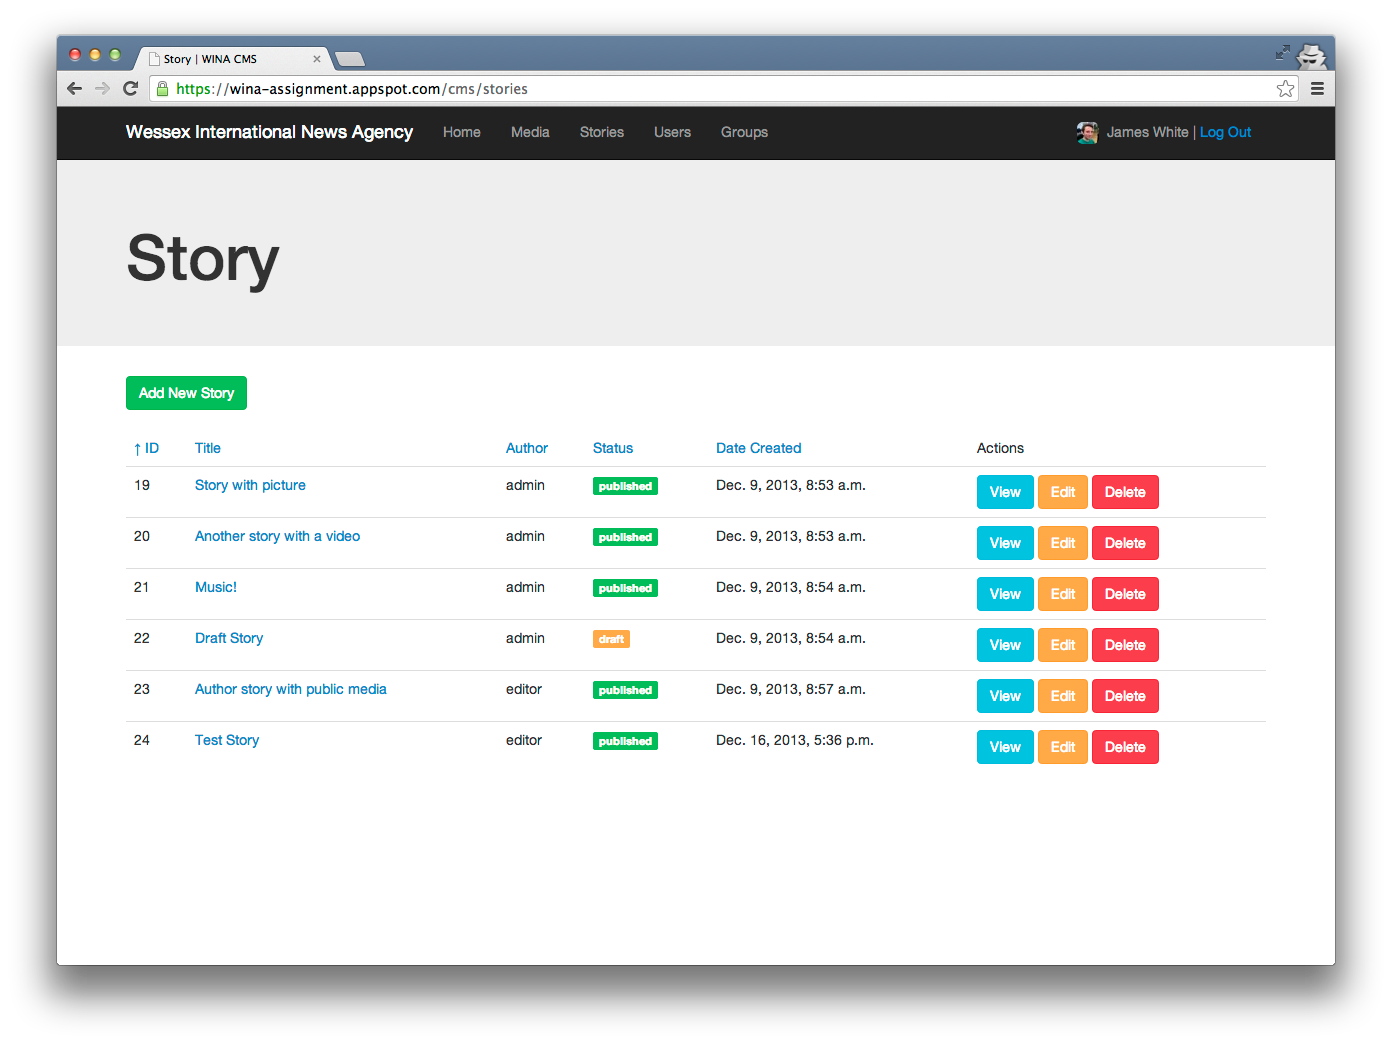 Story | WINA CMS
https://wina-assignment.appspot.com/cms/stories
Wessex International News Agency Home Media Stories Users Groups James White | Log Out
Story
Add New Story
↑ ID Title Author Status Date Created Actions
19 Story with picture admin published Dec. 9, 2013, 8:53 a.m. View Edit Delete
20 Another story with a video admin published Dec. 9, 2013, 8:53 a.m. View Edit Delete
21 Music! admin published Dec. 9, 2013, 8:54 a.m. View Edit Delete
22 Draft Story admin draft Dec. 9, 2013, 8:54 a.m. View Edit Delete
23 Author story with public media editor published Dec. 9, 2013, 8:57 a.m. View Edit Delete
24 Test Story editor published Dec. 16, 2013, 5:36 p.m. View Edit Delete